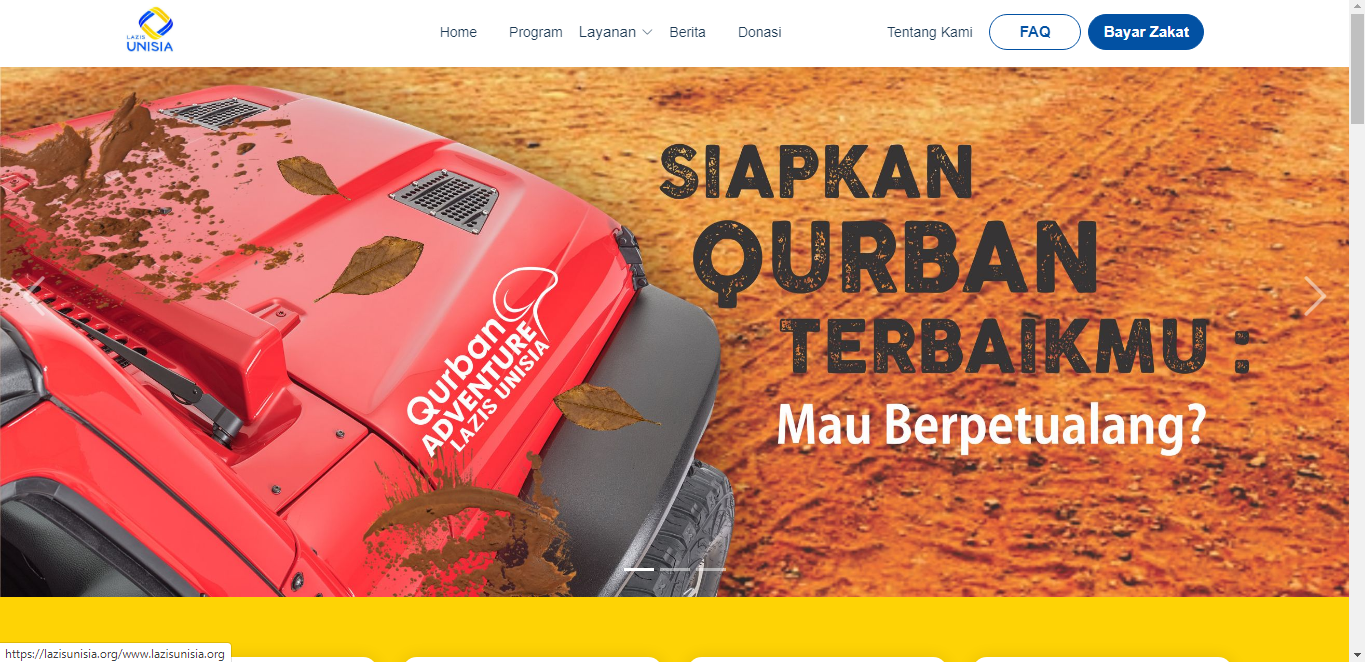 LAZIS
UNISIA
Home
Program
Layanan
Berita
Donasi
Tentang Kami
FAQ
Bayar Zakat
SIAPKAN
QURBAN
TERBAIKMU :
Mau Berpetualang?
Qurban
ADVENTURE
LAZIS UNISIA
https://lazisunisia.org/www.lazisunisia.org